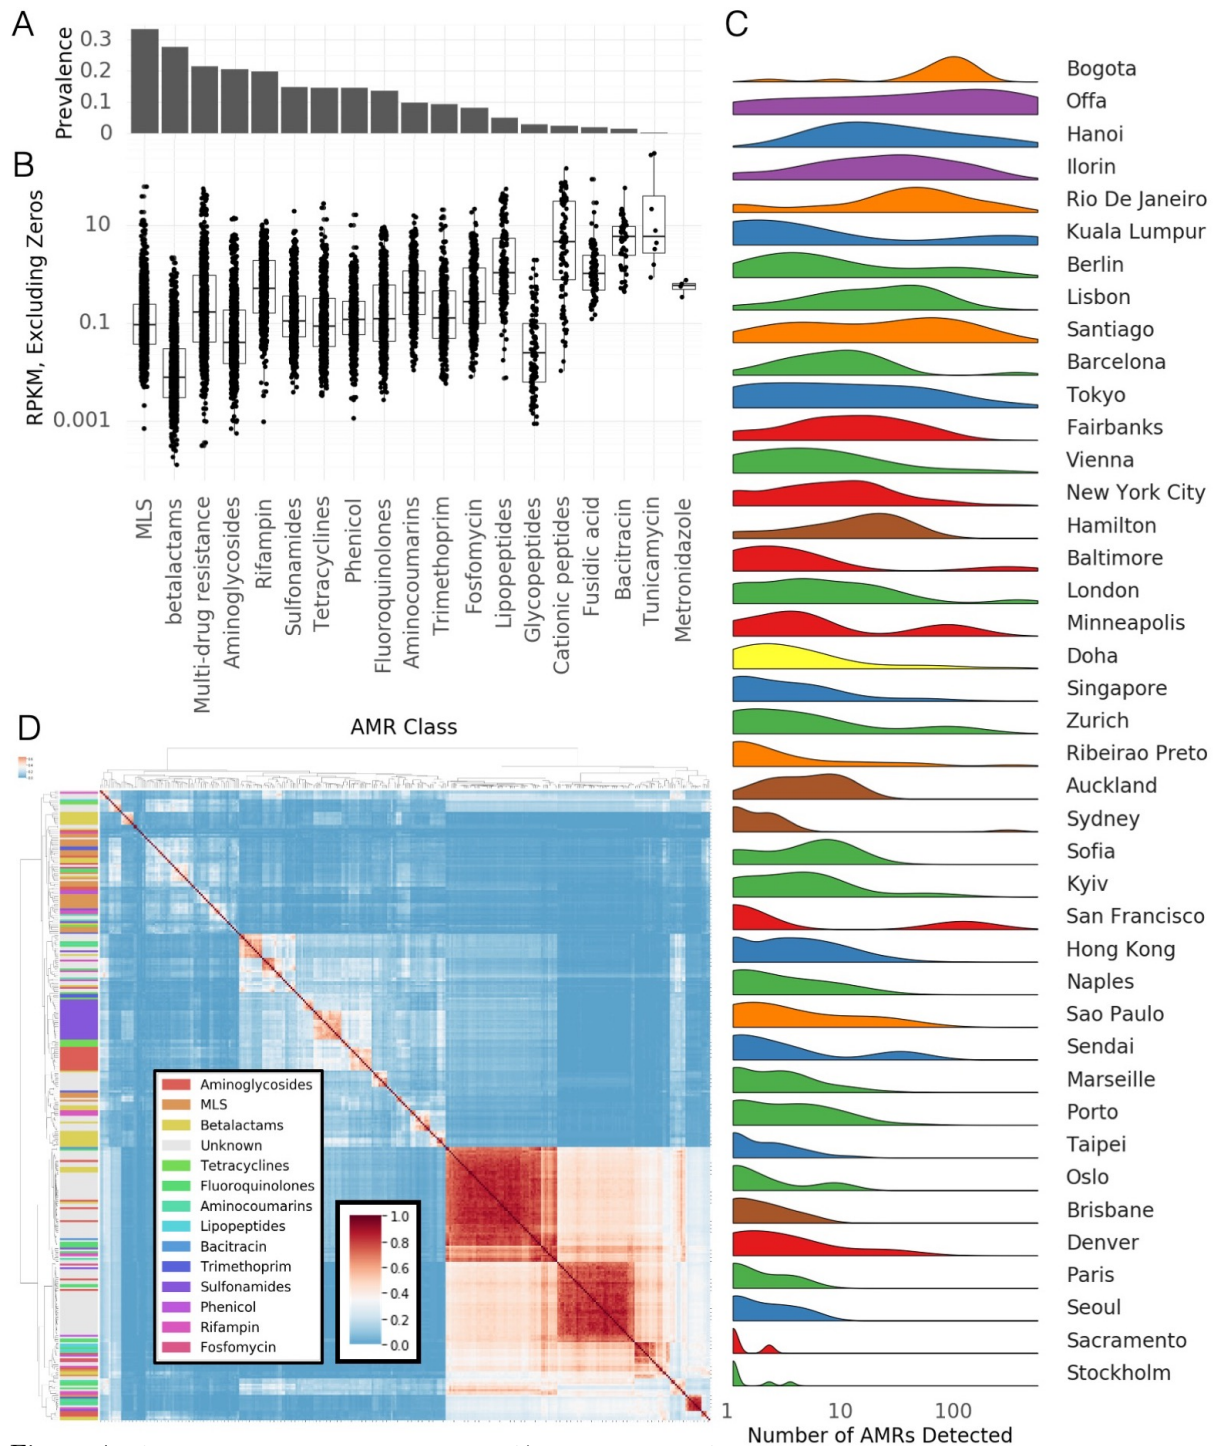 A
Prevalence
0.3
0.2
0.1
0
B
RPKM, Excluding Zeros
10
0.1
0.001
MLS
betalactams
Multi-drug resistance
Aminoglycosides
Rifampin
Sulfonamides
Tetracyclines
Phenicol
Fluoroquinolones
Aminocoumarins
Trimethoprim
Fosfomycin
Lipopeptides
Glycopeptides
Cationic peptides
Fusidic acid
Bacitracin
Tunicamycin
Metronidazole
AMR Class
C
Bogota
Offa
Hanoi
Ilorin
Rio De Janeiro
Kuala Lumpur
Berlin
Lisbon
Santiago
Barcelona
Tokyo
Fairbanks
Vienna
New York City
Hamilton
Baltimore
London
Minneapolis
Doha
Singapore
Zurich
Ribeirao Preto
Auckland
Sydney
Sofia
Kyiv
San Francisco
Hong Kong
Naples
Sao Paulo
Sendai
Marseille
Porto
Taipei
Oslo
Brisbane
Denver
Paris
Seoul
Sacramento
Stockholm
1 10 100
Number of AMRs Detected
D
Aminoglycosides
MLS
Betalactams
Unknown
Tetracyclines
Fluoroquinolones
Aminocoumarins
Lipopeptides
Bacitracin
Trimethoprim
Sulfonamides
Phenicol
Rifampin
Fosfomycin
1.0
0.8
0.6
0.4
0.2
0.0